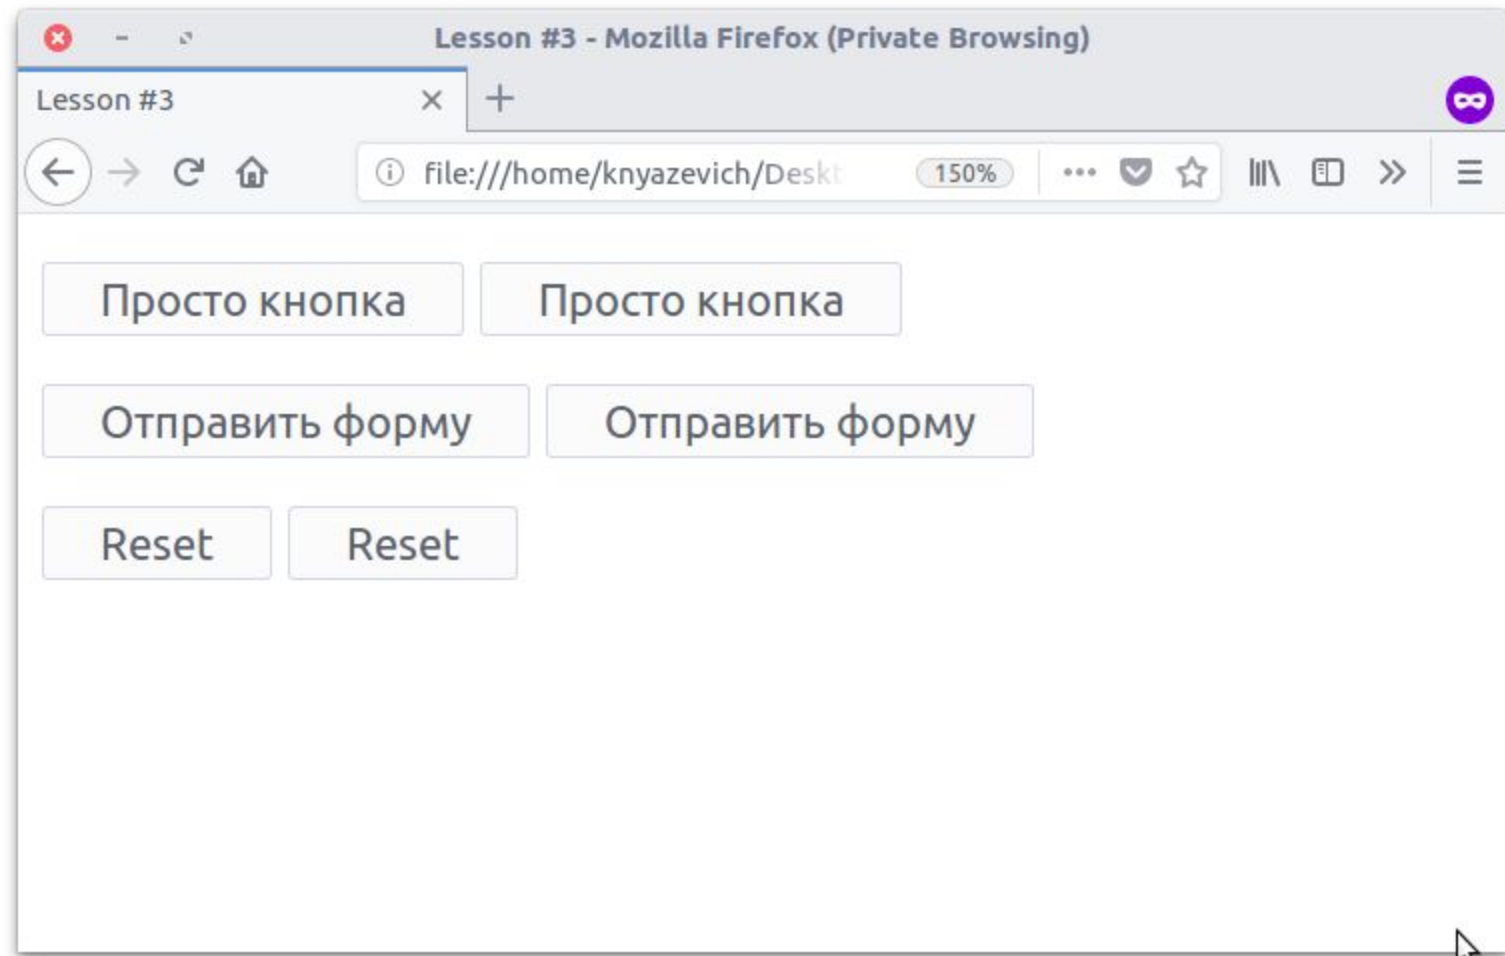 Lesson #3 - Mozilla Firefox (Private Browsing)
Lesson #3
file:///home/knyazevich/Deskt 150%
Просто кнопка Просто кнопка
Отправить форму Отправить форму
Reset Reset